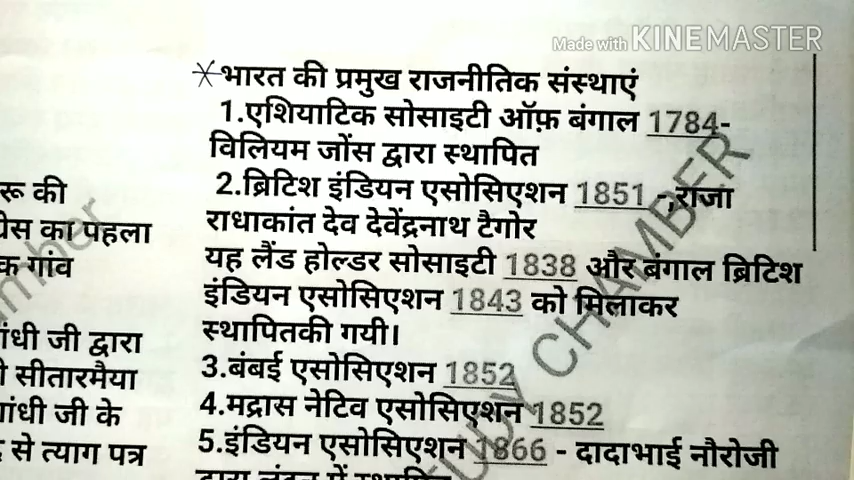 Made with KINEMASTER
*भारत की प्रमुख राजनीतिक संस्थाएं
1.एशियाटिक सोसाइटी ऑफ़ बंगाल 1784-
विलियम जोंस द्वारा स्थापित
2.ब्रिटिश इंडियन एसोसिएशन 1851 -,राजा
राधाकांत देव देवेंद्रनाथ टैगोर
यह लैंड होल्डर सोसाइटी 1838 और बंगाल ब्रिटिश
इंडियन एसोसिएशन 1843 को मिलाकर
स्थापितकी गयी।
3.बंबई एसोसिएशन 1852
4.मद्रास नेटिव एसोसिएशन 1852
5.इंडियन एसोसिएशन 1866 - दादाभाई नौरोजी
की
का पहला
गांव
गांधी जी द्वारा
सीतारमैया
गांधी जी के
से त्याग पत्र
STUDY CHAMBER